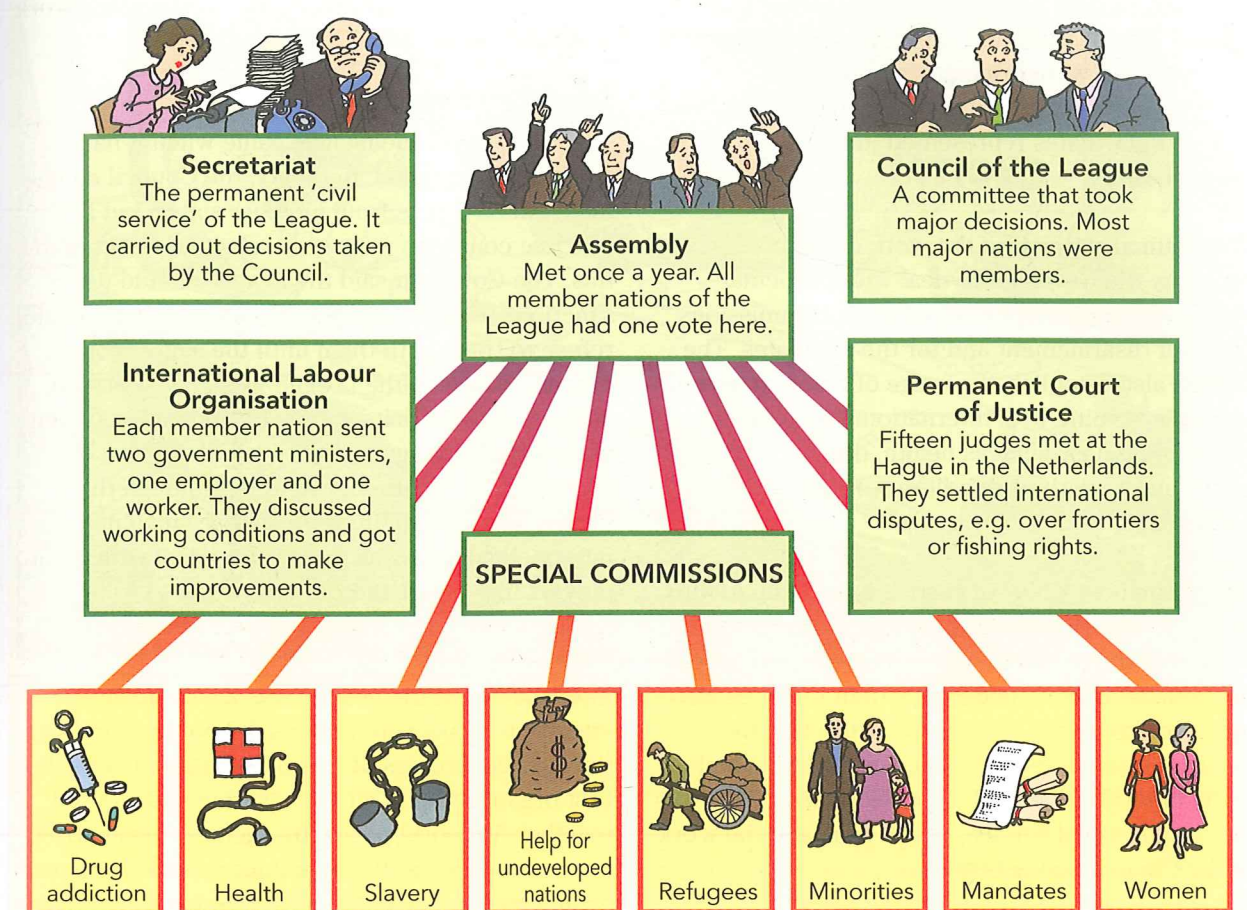 Secretariat
The permanent 'civil
service' of the League. It
carried out decisions taken
by the Council.
Assembly
Met once a year. All
member nations of the
League had one vote here.
Council of the League
A committee that took
major decisions. Most
major nations were
members.
International Labour
Organisation
Each member nation sent
two government ministers,
one employer and one
worker. They discussed
working conditions and got
countries to make
improvements.
Permanent Court
of Justice
Fifteen judges met at the
Hague in the Netherlands.
They settled international
disputes, e.g. over frontiers
or fishing rights.
SPECIAL COMMISSIONS
Drug
addiction
Health
Slavery
$
Help for
undeveloped
nations
Refugees
Minorities
Mandates
Women